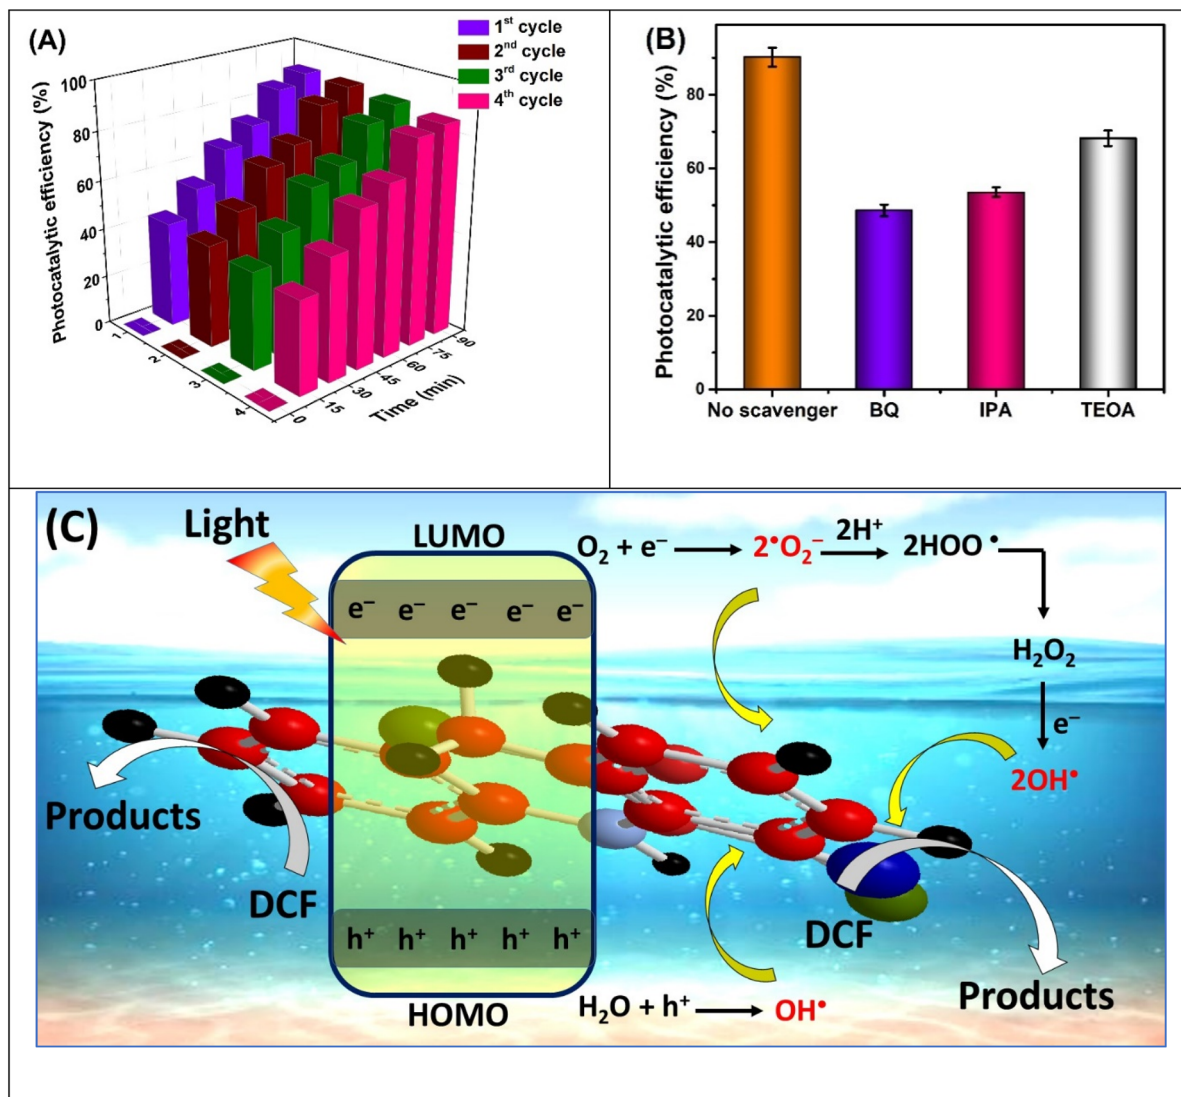 (A)
1st cycle
2nd cycle
3rd cycle
4th cycle
Photocatalytic efficiency (%)
100
80
60
40
20
0
1
2
3
4
0
15
30
45
60
75
90
Time (min)
(B)
Photocatalytic efficiency (%)
80
60
40
20
0
No scavenger BQ IPA TEOA
(C)
Light
LUMO
O₂ + e⁻ 2•O₂⁻ 2H⁺ 2HOO•
e⁻ e⁻ e⁻ e⁻ e⁻
H₂O₂
e⁻
2OH•
Products
DCF
DCF
h⁺ h⁺ h⁺ h⁺ h⁺
Products
HOMO
H₂O + h⁺ OH•